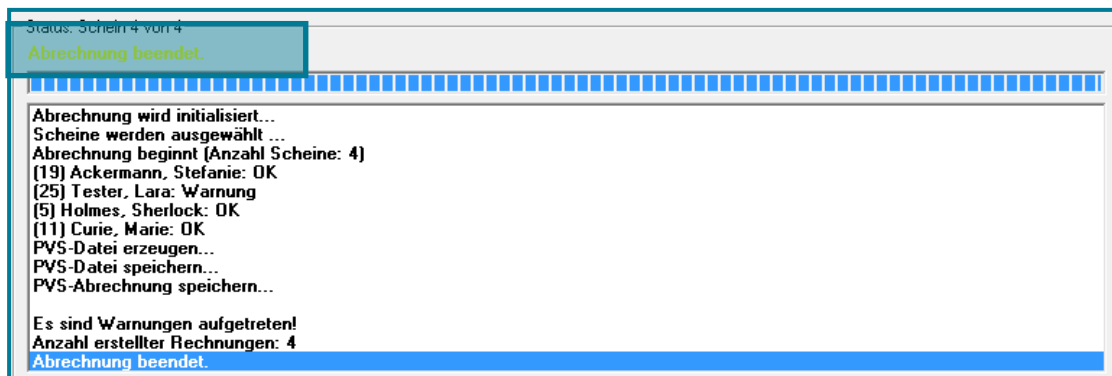 Status: Schein 4 von 4
Abrechnung beendet.
Abrechnung wird initialisiert...
Scheine werden ausgewählt ...
Abrechnung beginnt (Anzahl Scheine: 4)
(19) Ackermann, Stefanie: OK
(25) Tester, Lara: Warnung
(5) Holmes, Sherlock: OK
(11) Curie, Marie: OK
PVS-Datei erzeugen...
PVS-Datei speichern...
PVS-Abrechnung speichern...
Es sind Warnungen aufgetreten!
Anzahl erstellter Rechnungen: 4
Abrechnung beendet.